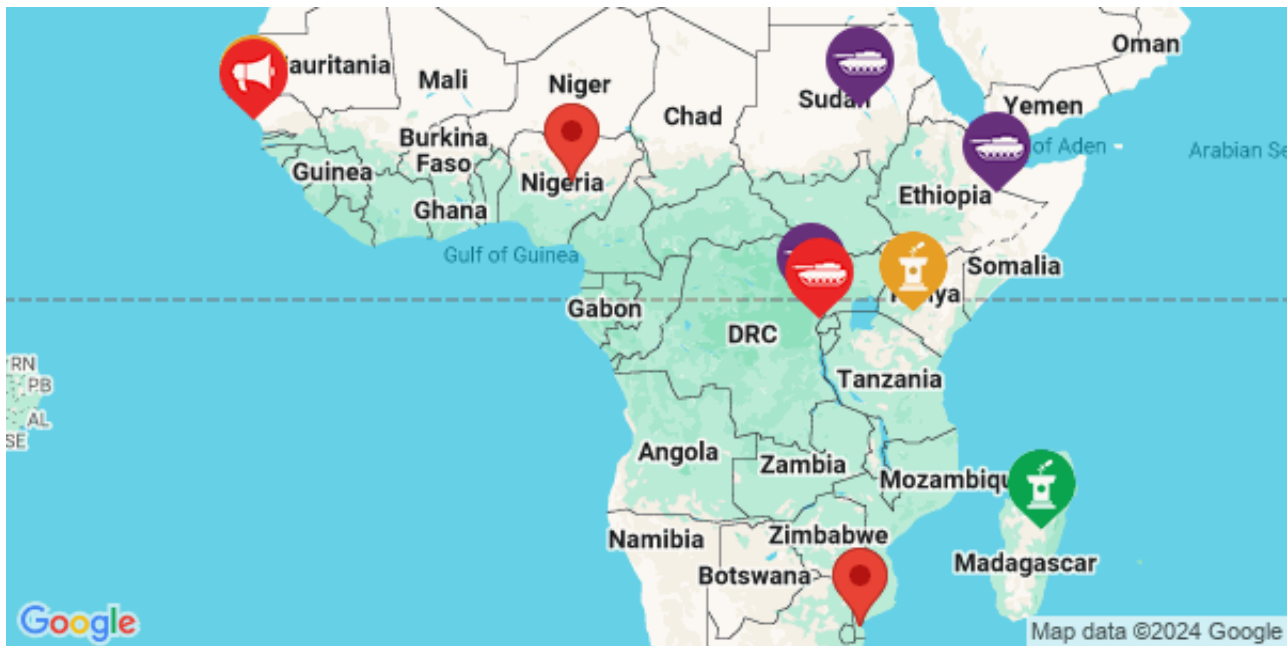 Oman
auritania
Mali
Niger
Chad
Sudan
Yemen
Burkina
Faso
of Aden
Arabian Se
Guinea
Nigeria
Ethiopia
Ghana
Gulf of Guinea
Somalia
Gabon
nya
DRC
RN
PB
AL
SE
Tanzania
Angola
Zambia
Mozambiqu
Namibia
Zimbabwe
Botswana
Madagascar
Google
Map data ©2024 Google